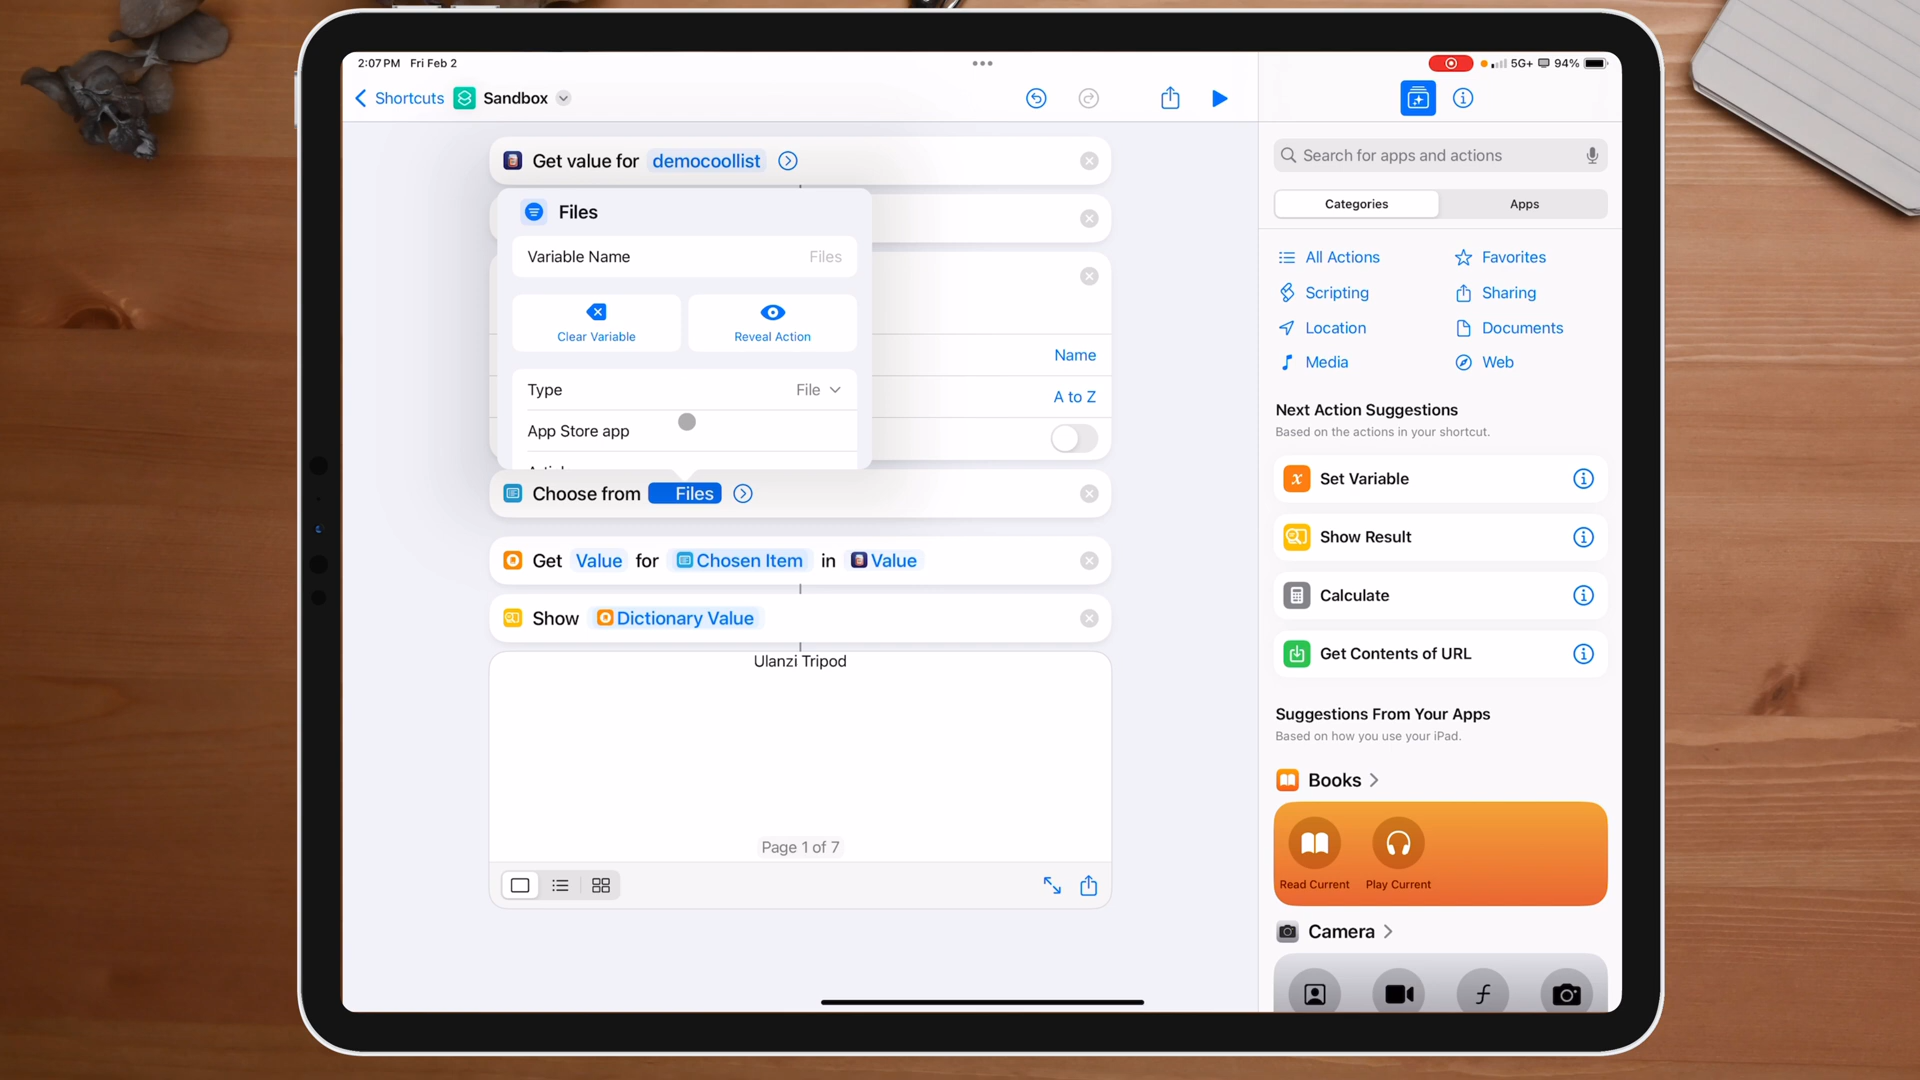 2:07 PM Fri Feb 2
5G+ 94%
Shortcuts Sandbox
Get value for democoollist
Files
Variable Name Files
Clear Variable Reveal Action
Type File
App Store app
Name
A to Z
Choose from Files
Get Value for Chosen Item in Value
Show Dictionary Value
Ulanzi Tripod
Page 1 of 7
Search for apps and actions
Categories Apps
All Actions Favorites
Scripting Sharing
Location Documents
Media Web
Next Action Suggestions
Based on the actions in your shortcut.
Set Variable
Show Result
Calculate
Get Contents of URL
Suggestions From Your Apps
Based on how you use your iPad.
Books
Read Current Play Current
Camera